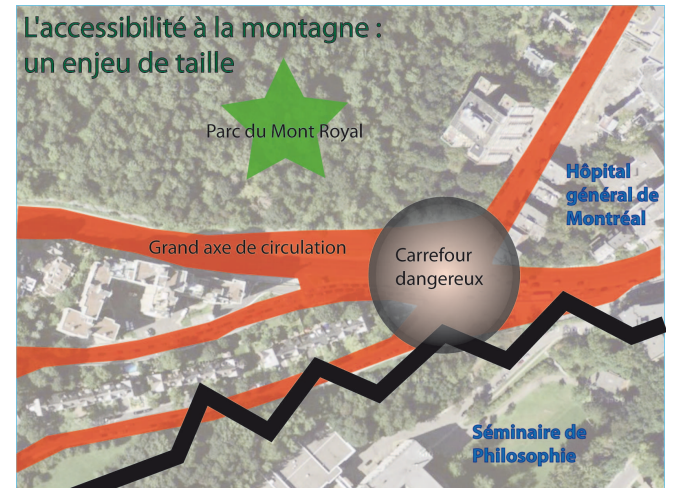 L'accessibilité à la montagne :
un enjeu de taille
Parc du Mont Royal
Hôpital
général de
Montréal
Grand axe de circulation
Carrefour
dangereux
Séminaire de
Philosophie